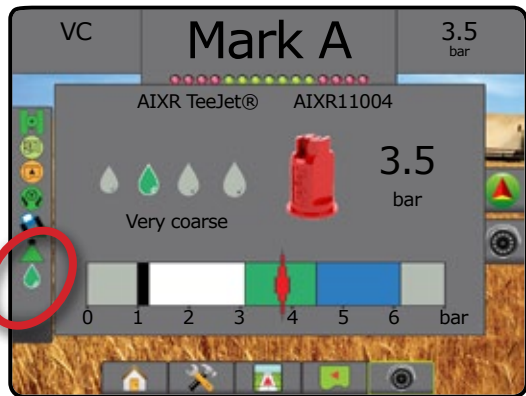 VC
Mark A
3.5
bar
AIXR TeeJet® AIXR11004
3.5
bar
Very coarse
0 1 2 3 4 5 6 bar